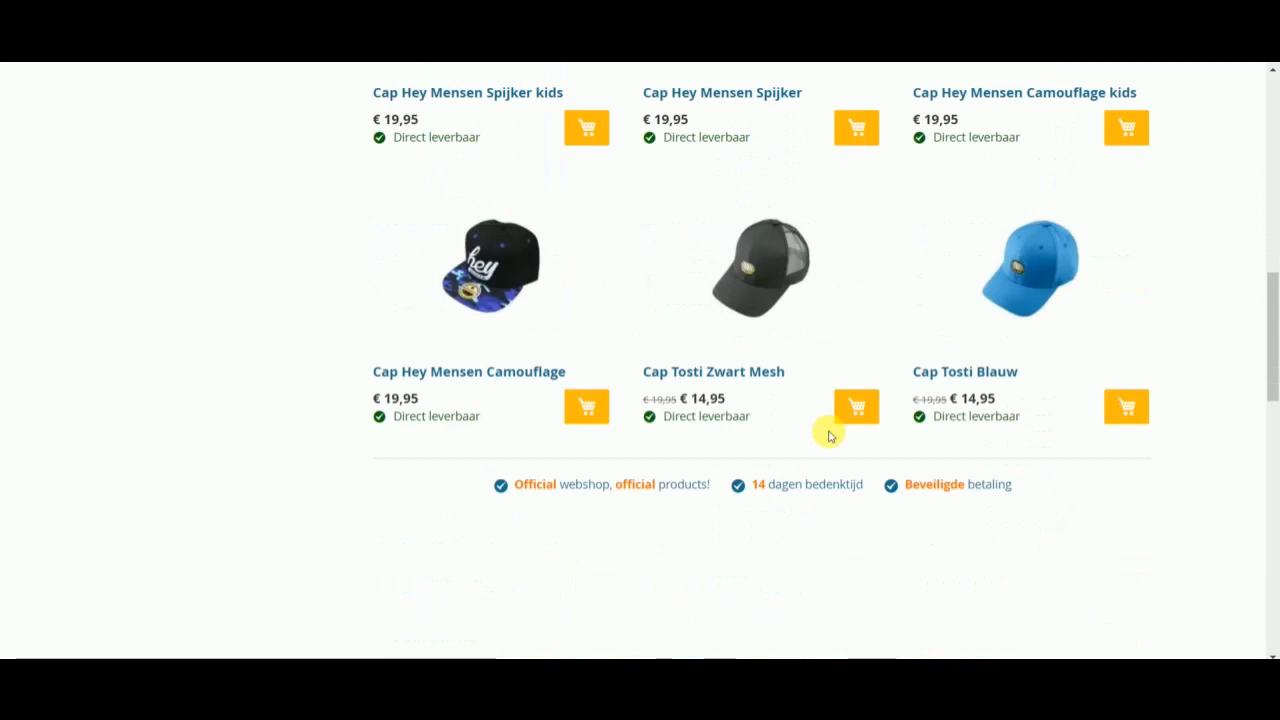 Cap Hey Mensen Spijker kids
€ 19,95
Direct leverbaar
Cap Hey Mensen Spijker
€ 19,95
Direct leverbaar
Cap Hey Mensen Camouflage kids
€ 19,95
Direct leverbaar
hey
Cap Hey Mensen Camouflage
€ 19,95
Direct leverbaar
Cap Tosti Zwart Mesh
€ 19,95 € 14,95
Direct leverbaar
Cap Tosti Blauw
€ 19,95 € 14,95
Direct leverbaar
Official webshop, official products!
14 dagen bedenktijd
Beveiligde betaling